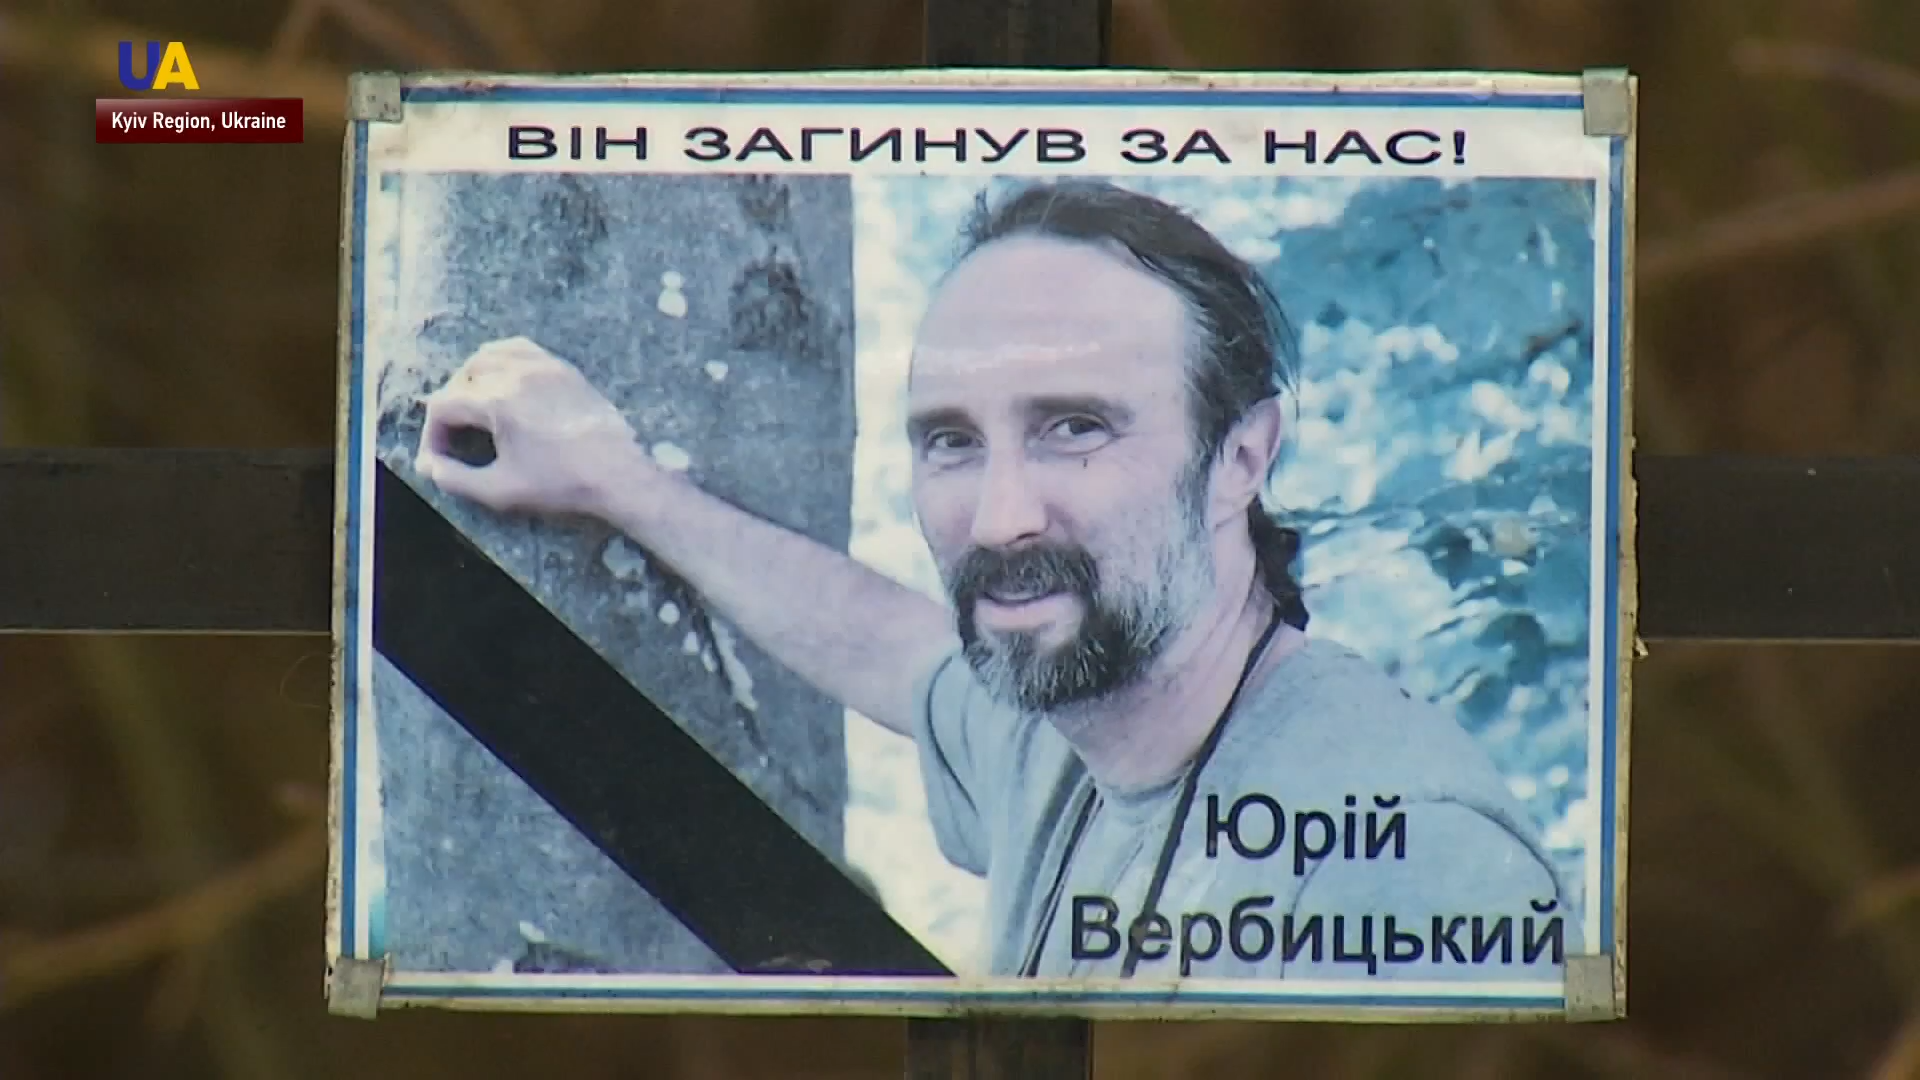 UA
Kyiv Region, Ukraine
ВІН ЗАГИНУВ ЗА НАС!
Юрій
Вербицький